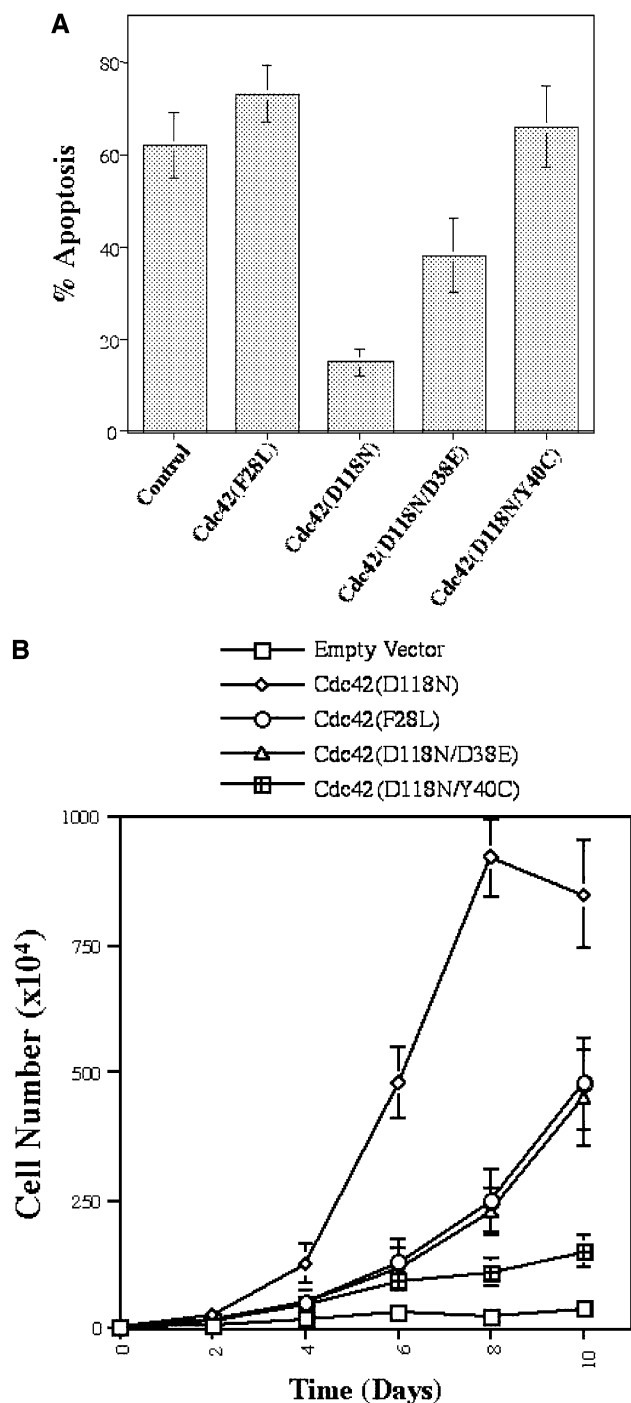 A
% Apoptosis
80
60
40
20
0
Control
Cdc42(F28L)
Cdc42(D118N)
Cdc42(D118N/D38E)
Cdc42(D118N/Y40C)
B
Empty Vector
Cdc42(D118N)
Cdc42(F28L)
Cdc42(D118N/D38E)
Cdc42(D118N/Y40C)
Cell Number (x10⁴)
1000
750
500
250
0
0 2 4 6 8 10
Time (Days)